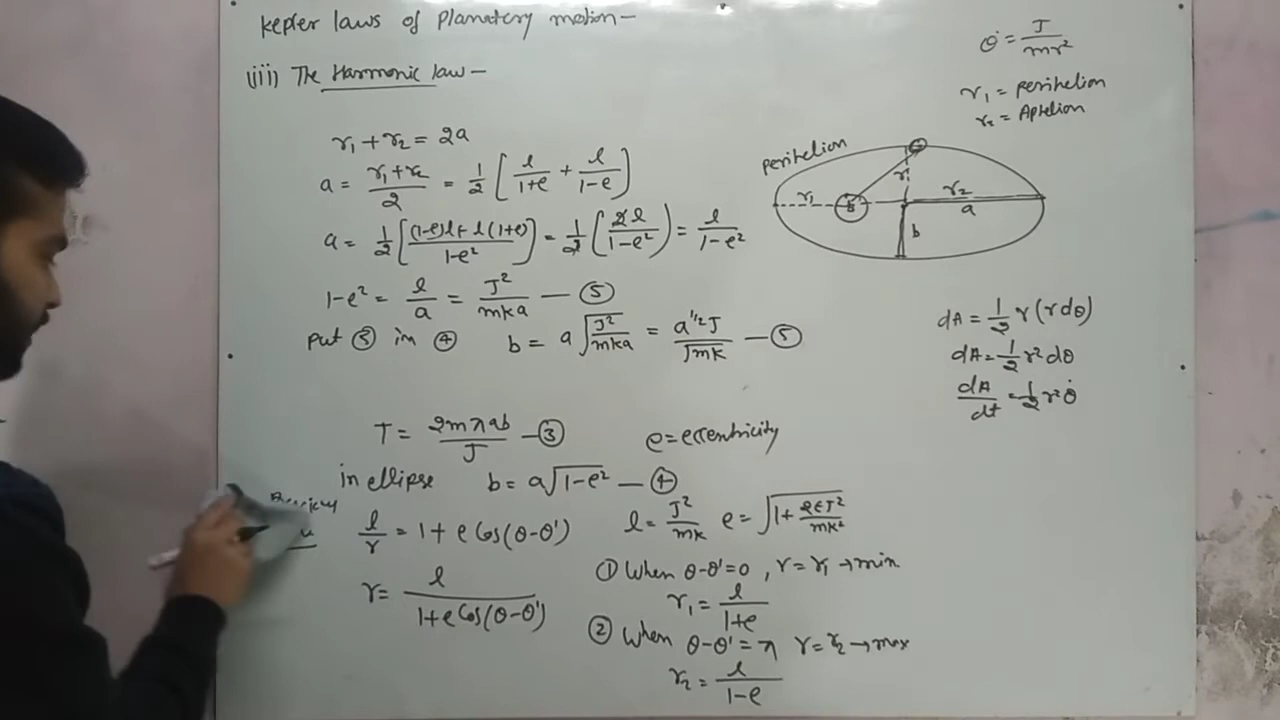 Kepler laws of Planatery motion-
(iii) The Harmonic law-
r₁ + r₂ = 2a
a = (r₁+r₂)/2 = 1/2 [l/(1+e) + l/(1-e)]
a = 1/2 [((1-e)l + l(1+e))/(1-e²)] = 1/2 (2l/(1-e²)) = l/(1-e²)
1-e² = l/a = J²/mka — ⑤
put ⑤ in ④ b = a√(J²/mka) = a^(1/2) J/√mk — ⑤
T = 2mπab/J — ③ e = eccentricity
in ellipse b = a√(1-e²) — ④
l/r = 1 + e Cos(θ-θ') l = J²/mk e = √(1 + 2EJ²/mk²)
r = l/(1+e Cos(θ-θ'))
① When θ-θ'=0, r = r₁ → min
r₁ = l/(1+e)
② When θ-θ' = π r = r₂ → max
r₂ = l/(1-e)
θ̇ = J/mr²
r₁ = perihelion
r₂ = Aphelion
perihelion
r₁
S
r₁
r₂
a
b
dA = 1/2 r (r dθ)
dA = 1/2 r² dθ
dA/dt = 1/2 r² θ̇